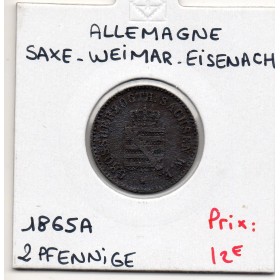 ALLEMAGNE
SAXE-WEIMAR-EISENACH
1865A
2 PFENNIGE
Prix:
12€